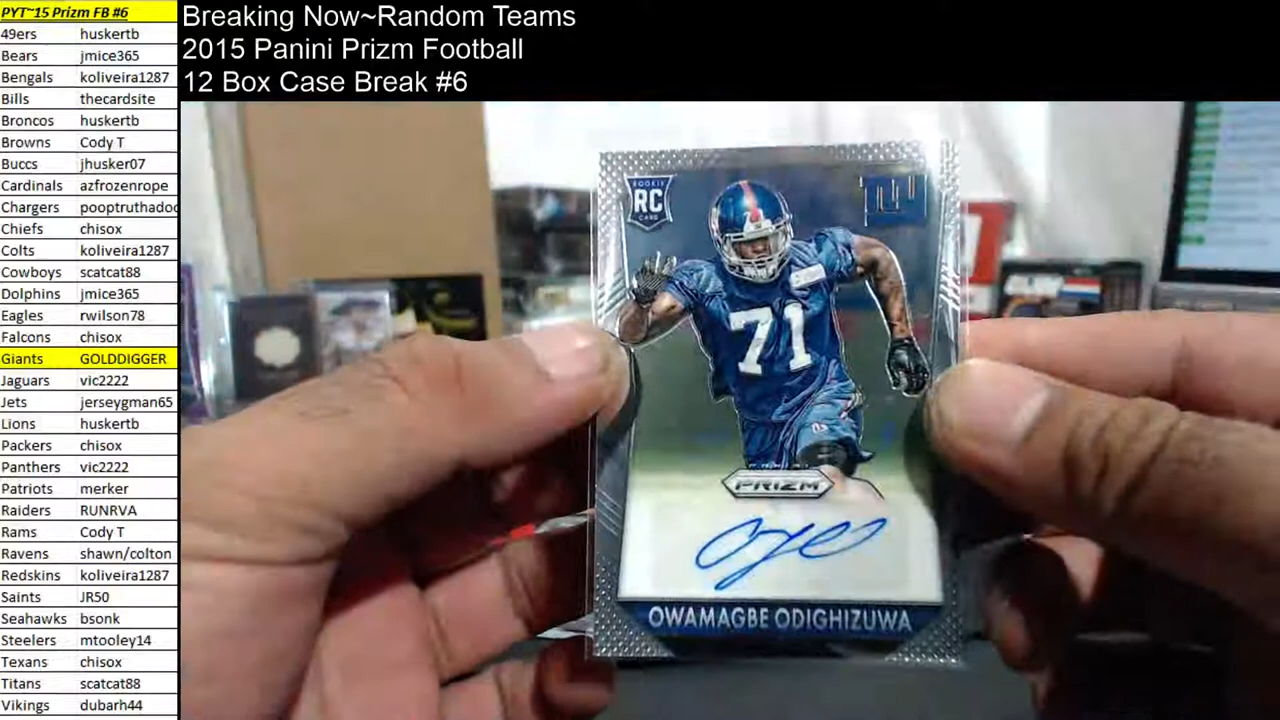 PYT~15 Prizm FB #6
49ers huskertb
Bears jmice365
Bengals koliveira1287
Bills thecardsite
Broncos huskertb
Browns Cody T
Buccs jhusker07
Cardinals azfrozenrope
Chargers pooptruthadoo
Chiefs chisox
Colts koliveira1287
Cowboys scatcat88
Dolphins jmice365
Eagles rwilson78
Falcons chisox
Giants GOLDDIGGER
Jaguars vic2222
Jets jerseygman65
Lions huskertb
Packers chisox
Panthers vic2222
Patriots merker
Raiders RUNRVA
Rams Cody T
Ravens shawn/colton
Redskins koliveira1287
Saints JR50
Seahawks bsonk
Steelers mtooley14
Texans chisox
Titans scatcat88
Vikings dubarh44
Breaking Now~Random Teams
2015 Panini Prizm Football
12 Box Case Break #6
ROOKIE
RC
CARD
71
PRIZM
OWAMAGBE ODIGHIZUWA